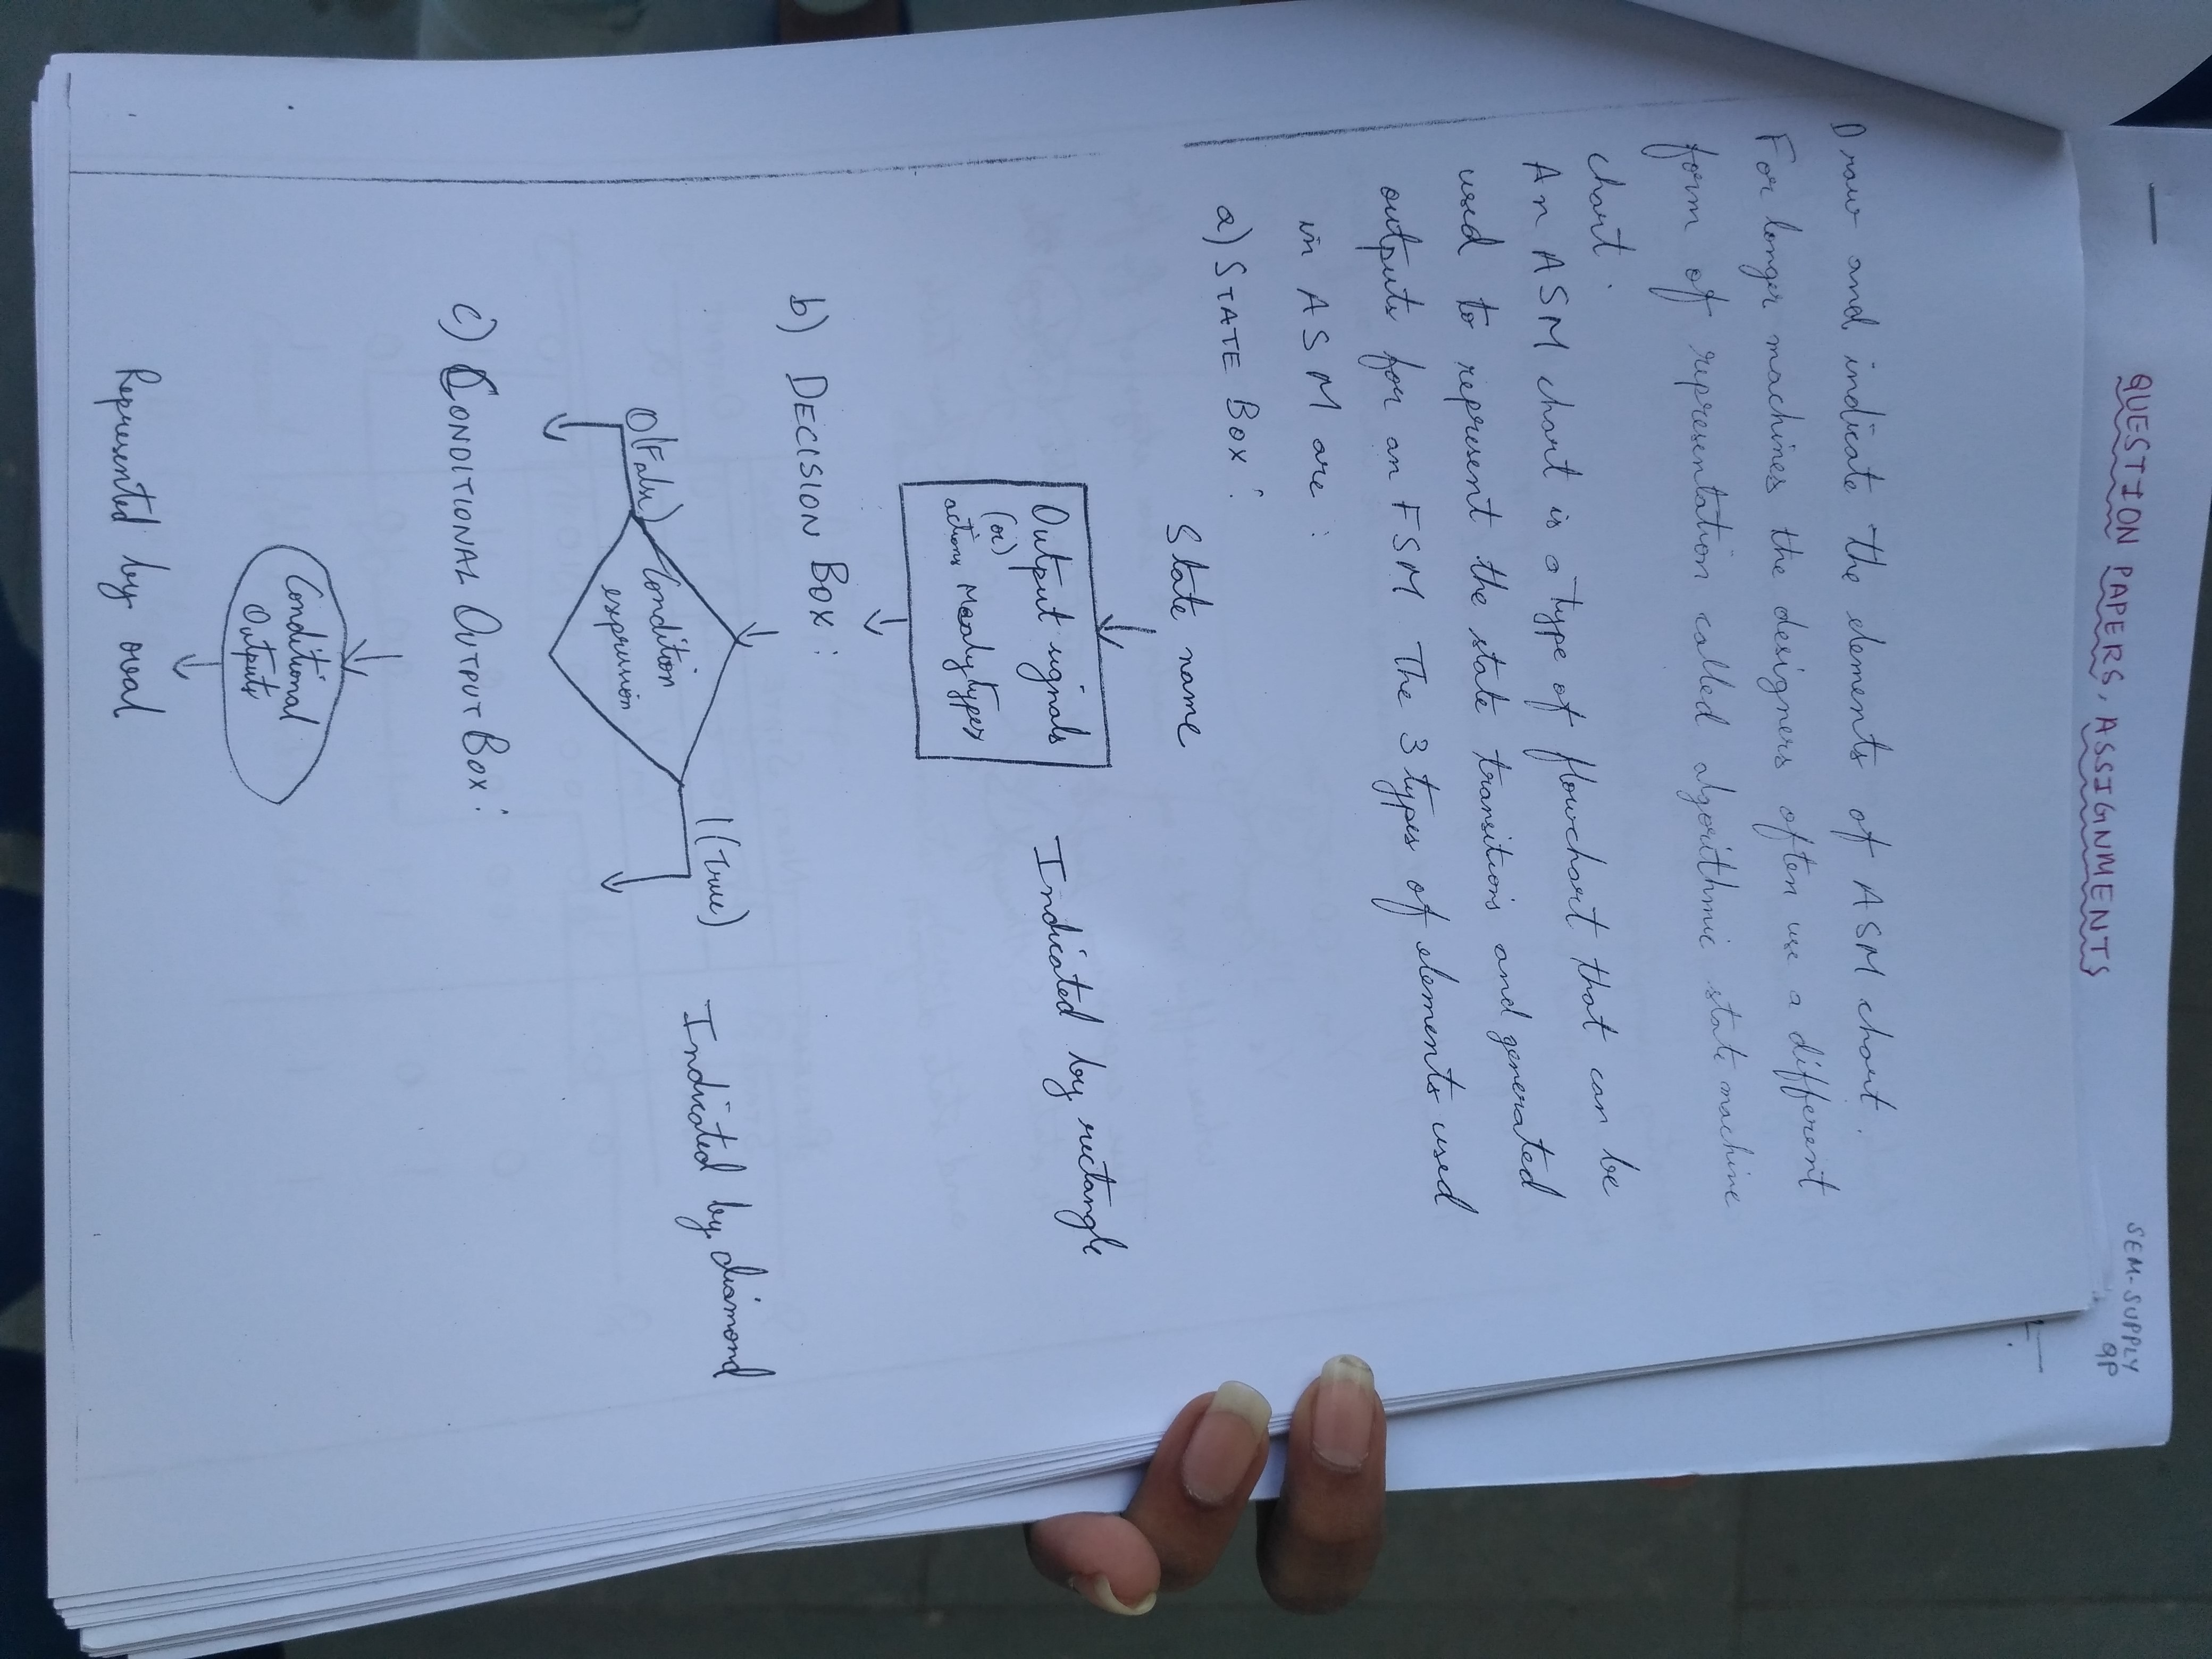 QUESTION PAPERS, ASSIGNMENTS
SEM-SUPPLY
QP
Draw and indicate the elements of ASM chart.
For longer machines the designers often use a different
form of representation called algorithmic state machine
chart.
An ASM chart is a type of flowchart that can be
used to represent the state transitions and generated
outputs for an FSM. The 3 types of elements used
in ASM are :
a) STATE BOX :
State name
Output signals
(or)
actions Mealy types
Indicated by rectangle
b) DECISION BOX :
0(False)
Condition
expression
1(True)
Indicated by diamond
c) CONDITIONAL OUTPUT BOX :
Conditional
Outputs
Represented by oval